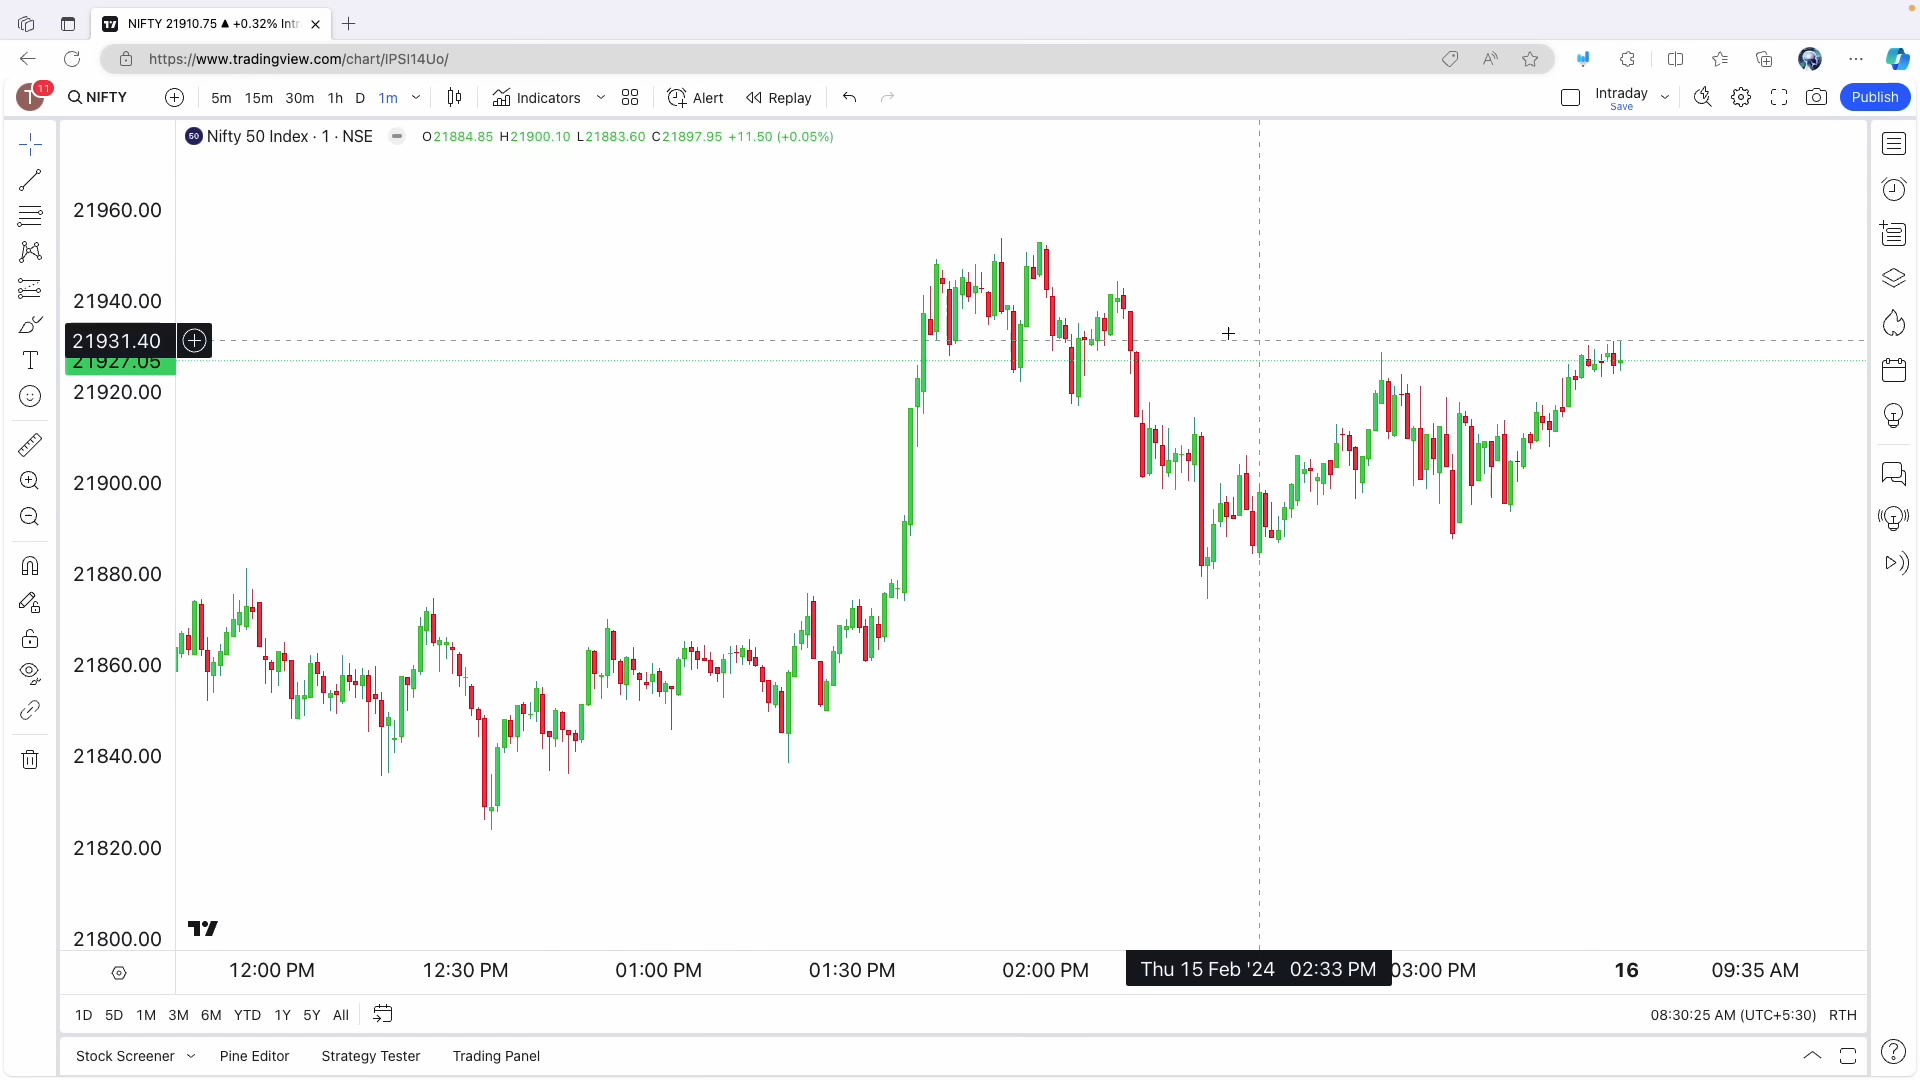 NIFTY 21910.75 ▲ +0.32% Intr
https://www.tradingview.com/chart/IPSI14Uo/
T 11 NIFTY 5m 15m 30m 1h D 1m Indicators Alert Replay Intraday Save Publish
50 Nifty 50 Index · 1 · NSE O21884.85 H21900.10 L21883.60 C21897.95 +11.50 (+0.05%)
21960.00
21940.00
21931.40
21927.05
21920.00
21900.00
21880.00
21860.00
21840.00
21820.00
21800.00
12:00 PM 12:30 PM 01:00 PM 01:30 PM 02:00 PM Thu 15 Feb '24 02:33 PM 03:00 PM 16 09:35 AM
1D 5D 1M 3M 6M YTD 1Y 5Y All 08:30:25 AM (UTC+5:30) RTH
Stock Screener Pine Editor Strategy Tester Trading Panel